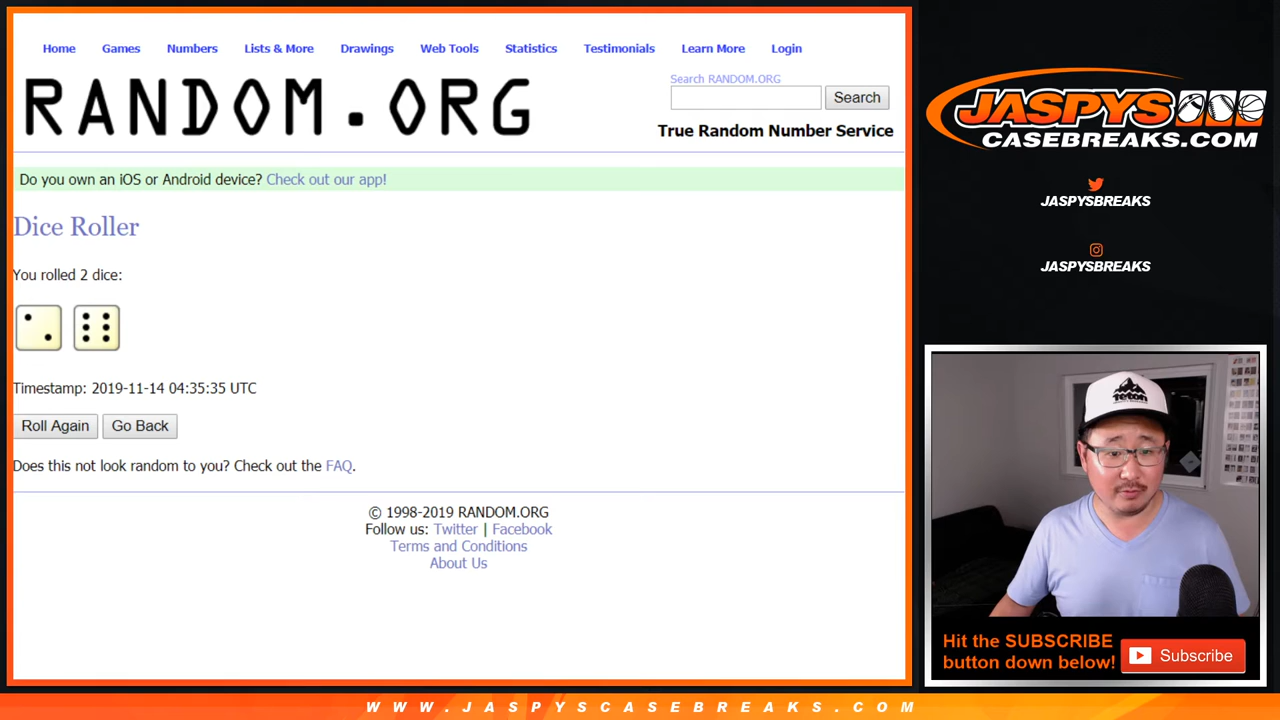 Home Games Numbers Lists & More Drawings Web Tools Statistics Testimonials Learn More Login
RANDOM.ORG
Search RANDOM.ORG
Search
True Random Number Service
Do you own an iOS or Android device? Check out our app!
Dice Roller
You rolled 2 dice:
Timestamp: 2019-11-14 04:35:35 UTC
Roll Again Go Back
Does this not look random to you? Check out the FAQ.
© 1998-2019 RANDOM.ORG
Follow us: Twitter | Facebook
Terms and Conditions
About Us
JASPYS
CASEBREAKS.COM
JASPYSBREAKS
JASPYSBREAKS
TETON
Hit the SUBSCRIBE
button down below!
Subscribe
WWW.JASPYSCASEBREAKS.COM